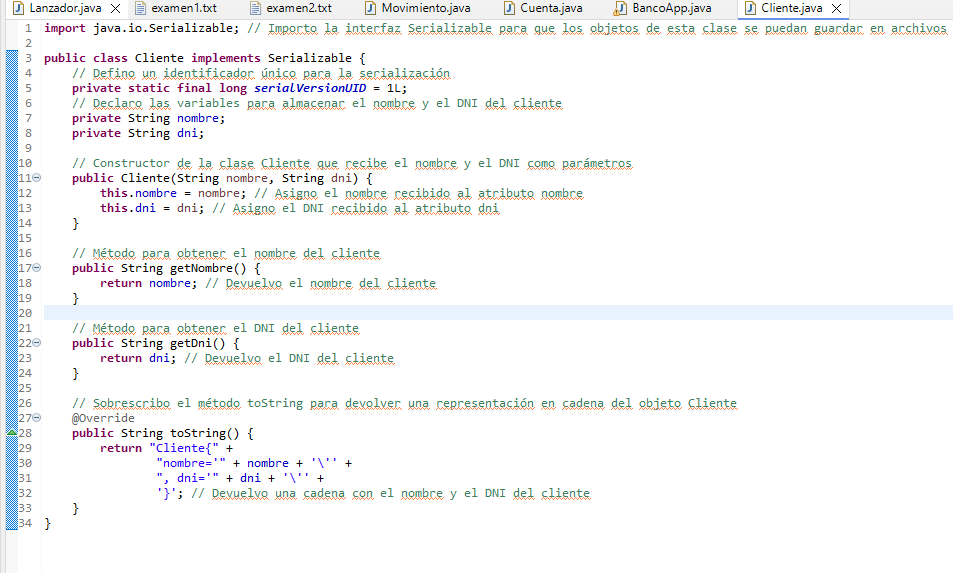 Lanzador.java examen1.txt examen2.txt Movimiento.java Cuenta.java BancoApp.java Cliente.java
1 import java.io.Serializable; // Importo la interfaz Serializable para que los objetos de esta clase se puedan guardar en archivos
2
3 public class Cliente implements Serializable {
4 // Defino un identificador único para la serialización
5 private static final long serialVersionUID = 1L;
6 // Declaro las variables para almacenar el nombre y el DNI del cliente
7 private String nombre;
8 private String dni;
9
10 // Constructor de la clase Cliente que recibe el nombre y el DNI como parámetros
11 public Cliente(String nombre, String dni) {
12 this.nombre = nombre; // Asigno el nombre recibido al atributo nombre
13 this.dni = dni; // Asigno el DNI recibido al atributo dni
14 }
15
16 // Método para obtener el nombre del cliente
17 public String getNombre() {
18 return nombre; // Devuelvo el nombre del cliente
19 }
20
21 // Método para obtener el DNI del cliente
22 public String getDni() {
23 return dni; // Devuelvo el DNI del cliente
24 }
25
26 // Sobrescribo el método toString para devolver una representación en cadena del objeto Cliente
27 @Override
28 public String toString() {
29 return "Cliente{" +
30 "nombre='" + nombre + '\'' +
31 ", dni='" + dni + '\'' +
32 '}'; // Devuelvo una cadena con el nombre y el DNI del cliente
33 }
34 }